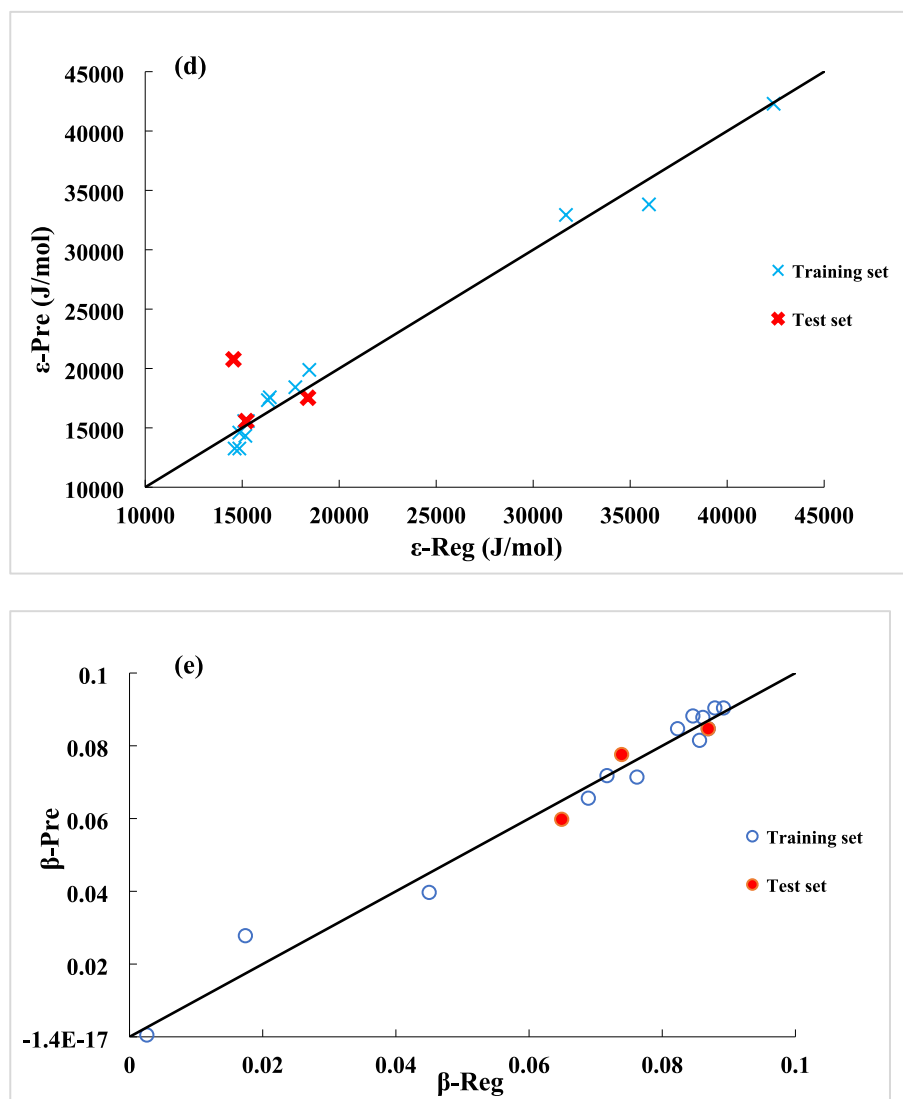 (d)
45000
40000
35000
30000
25000
20000
15000
10000
ε-Pre (J/mol)
Training set
Test set
10000 15000 20000 25000 30000 35000 40000 45000
ε-Reg (J/mol)
(e)
0.1
0.08
0.06
0.04
0.02
-1.4E-17
β-Pre
Training set
Test set
0 0.02 0.04 0.06 0.08 0.1
β-Reg